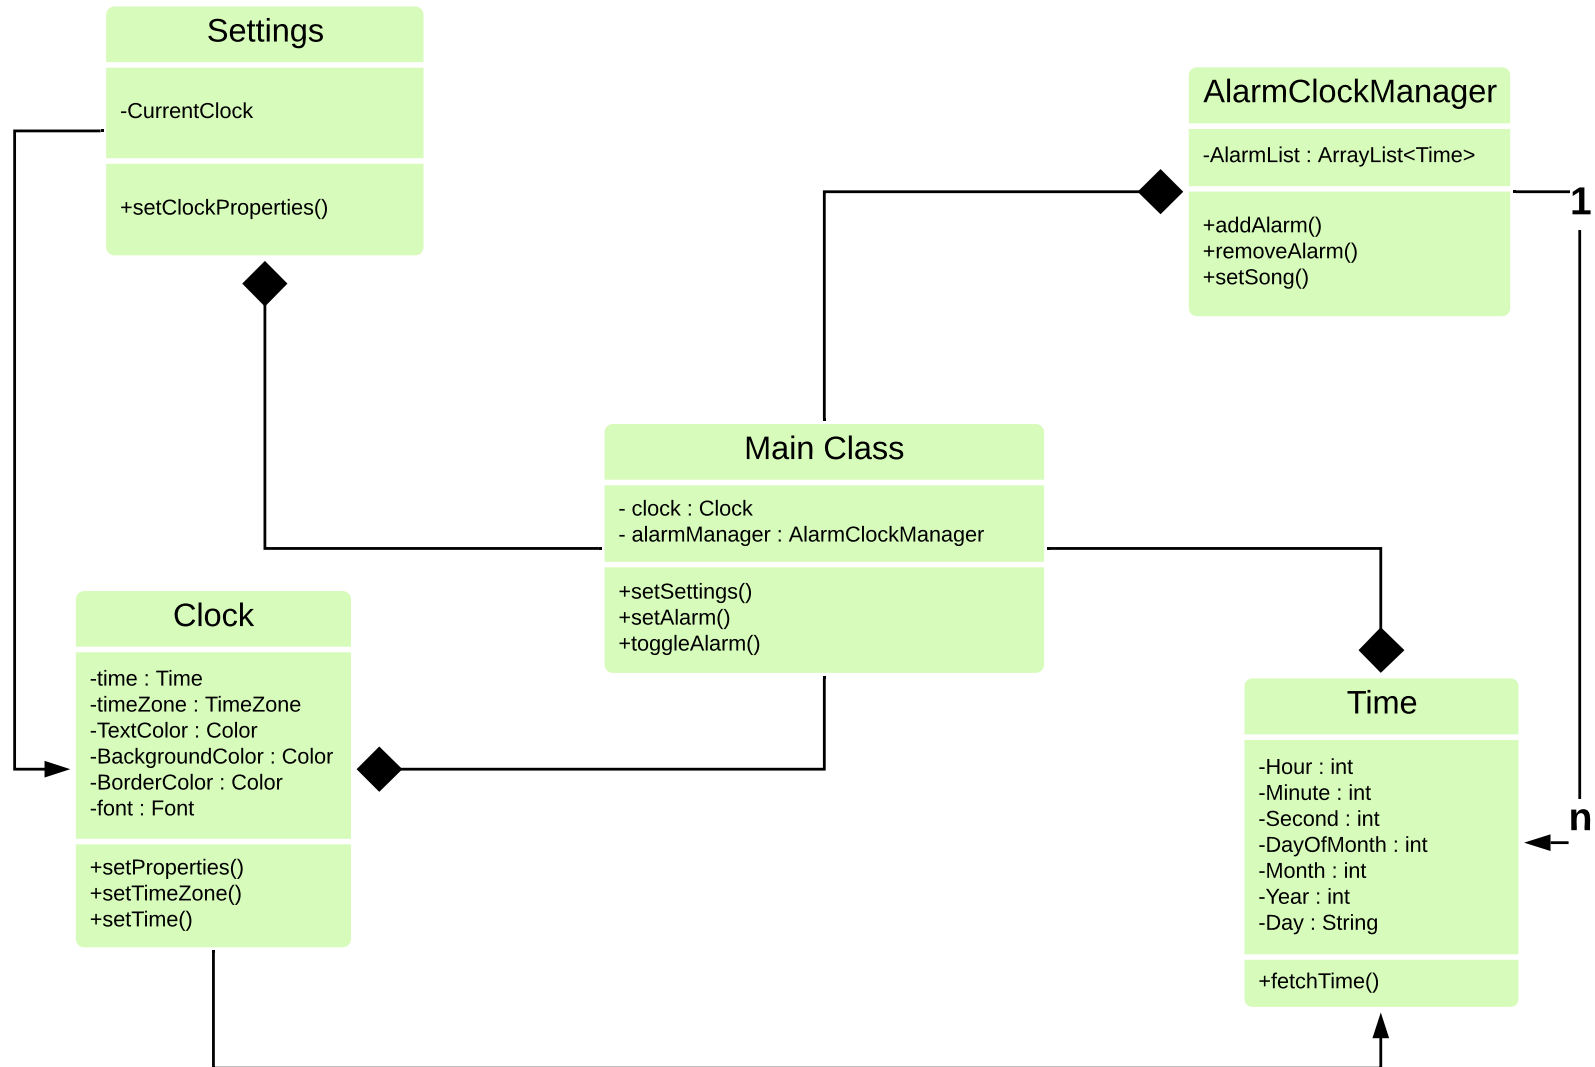 Settings
-CurrentClock
+setClockProperties()
AlarmClockManager
-AlarmList : ArrayList<Time>
+addAlarm()
+removeAlarm()
+setSong()
1
Main Class
- clock : Clock
- alarmManager : AlarmClockManager
+setSettings()
+setAlarm()
+toggleAlarm()
Clock
-time : Time
-timeZone : TimeZone
-TextColor : Color
-BackgroundColor : Color
-BorderColor : Color
-font : Font
+setProperties()
+setTimeZone()
+setTime()
Time
-Hour : int
-Minute : int
-Second : int
-DayOfMonth : int
-Month : int
-Year : int
-Day : String
+fetchTime()
n